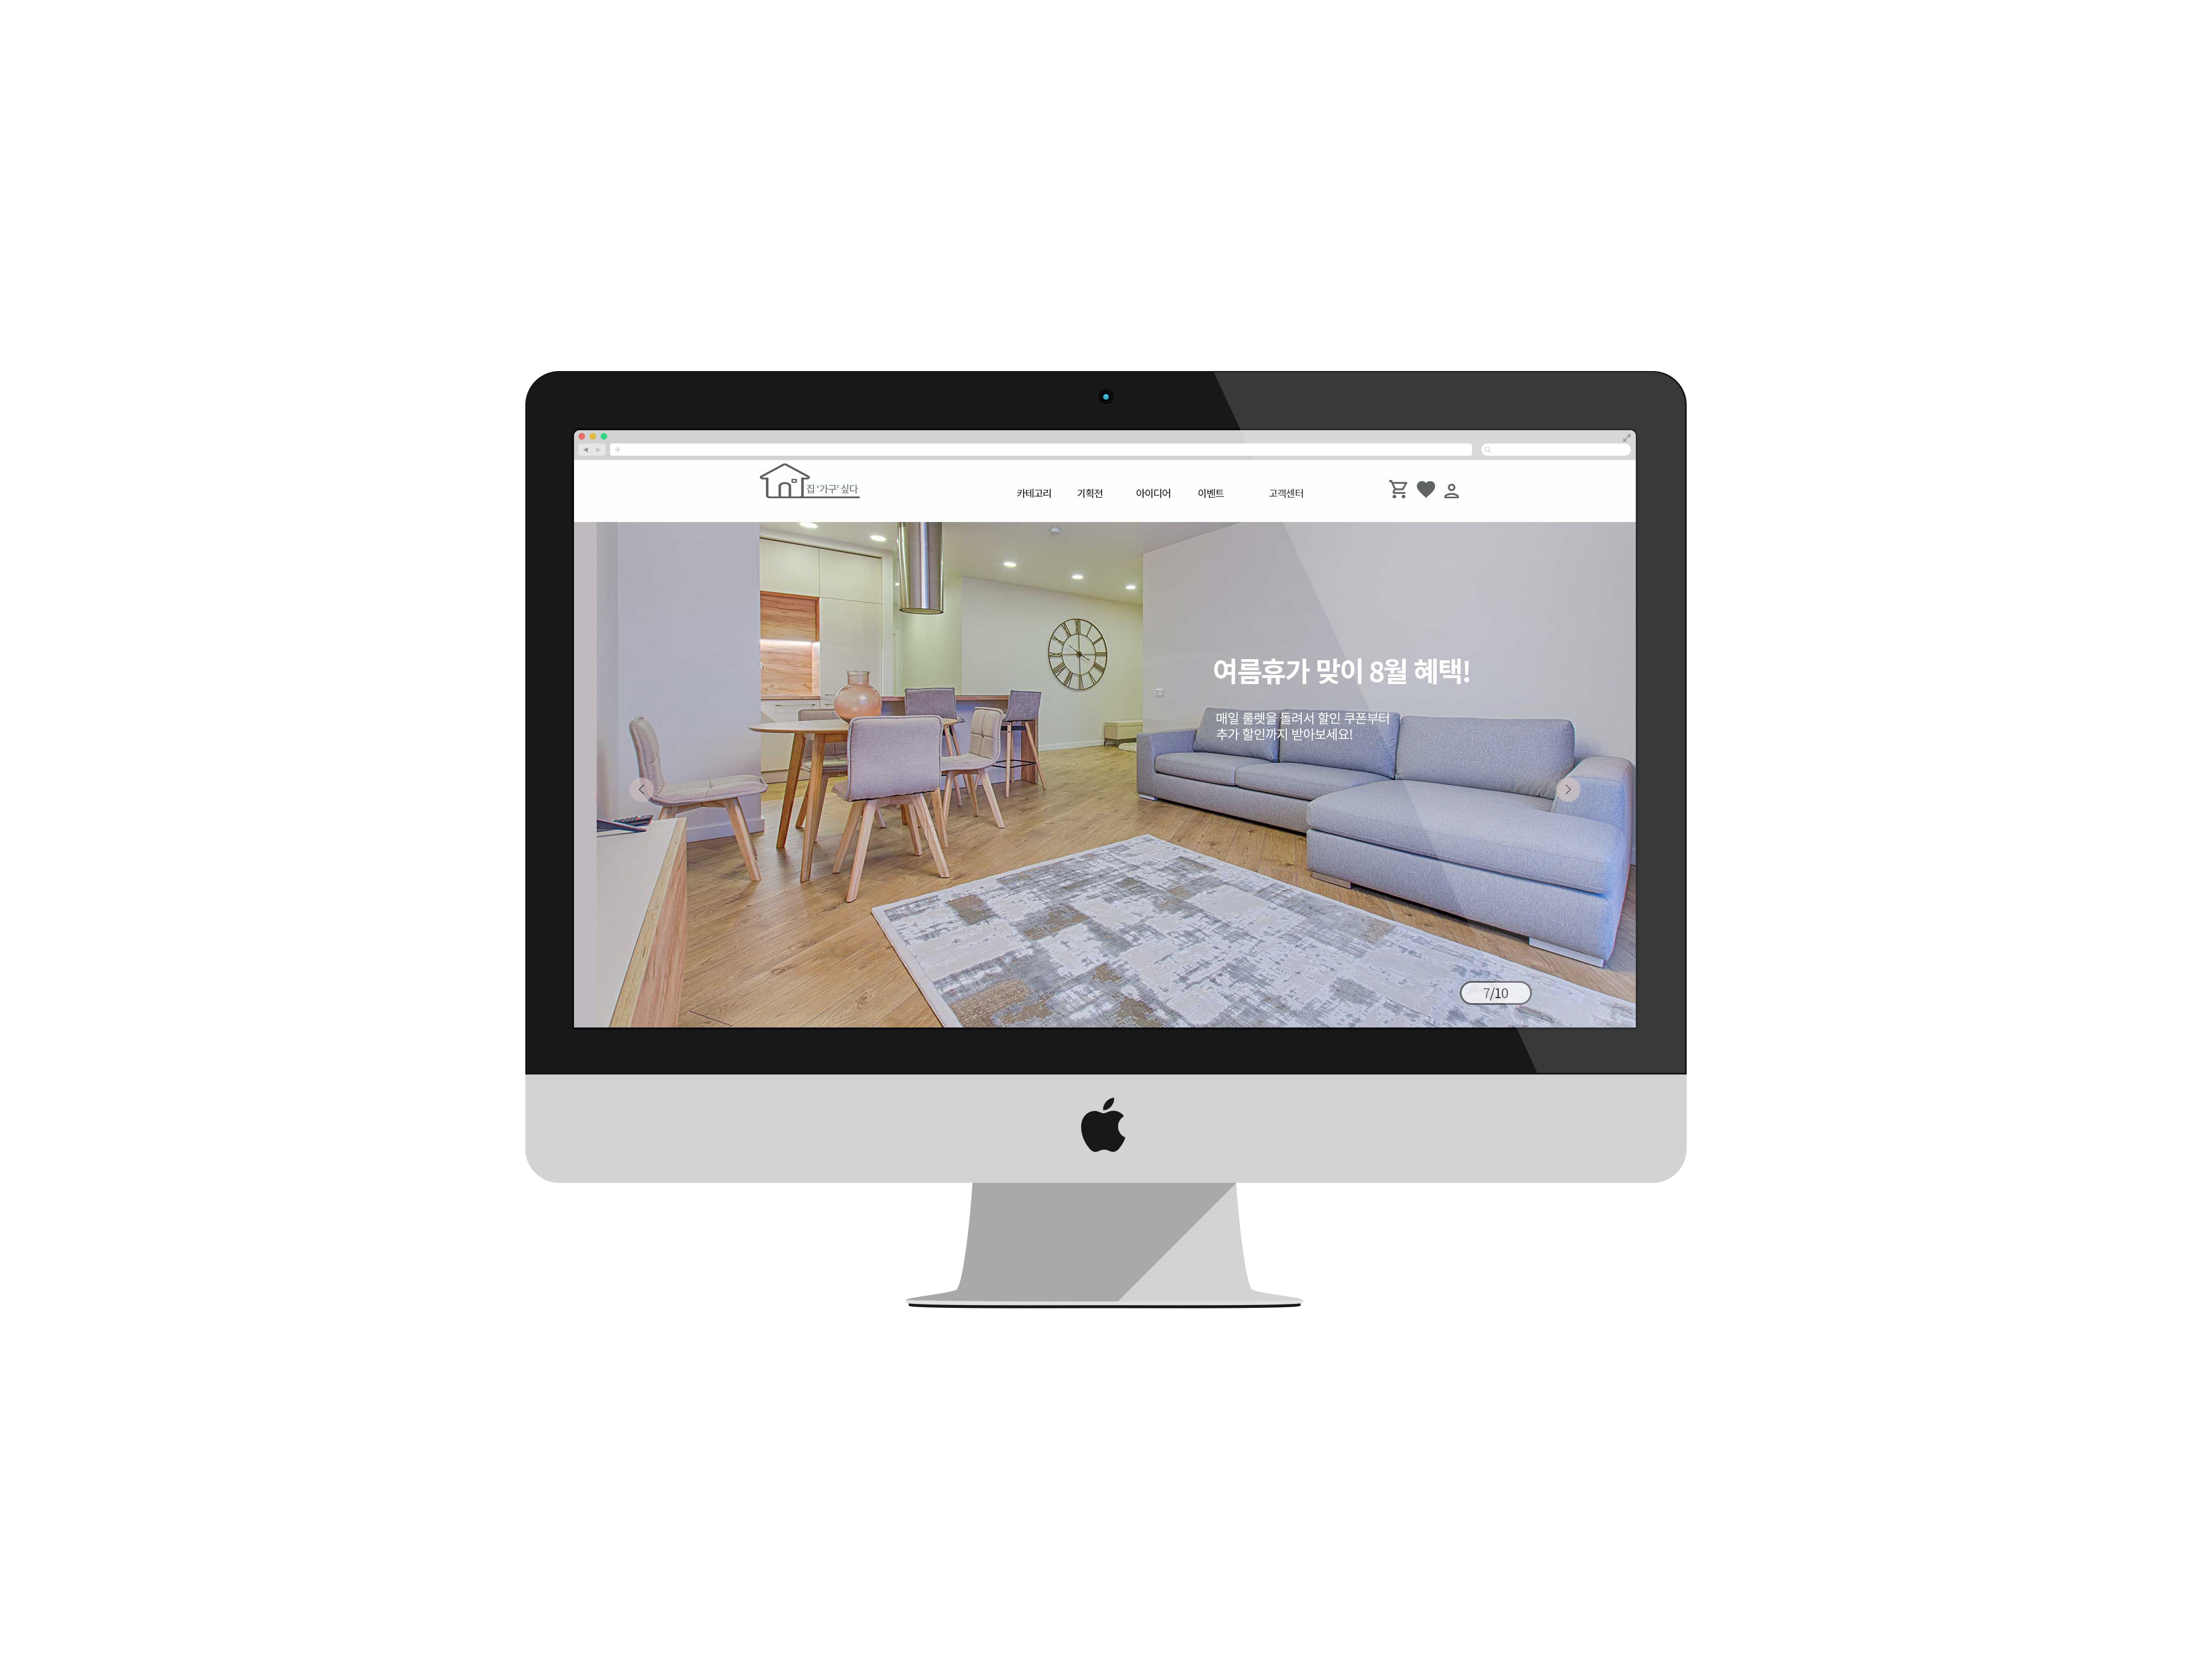 집 '가구' 싶다
카테고리 기획전 아이디어 이벤트 고객센터
여름휴가 맞이 8월 혜택!
매일 룰렛을 돌려서 할인 쿠폰부터
추가 할인까지 받아보세요!
7/10